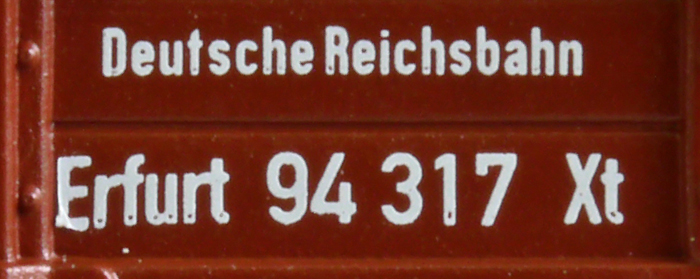 Deutsche Reichsbahn
Erfurt 94 317 Xt